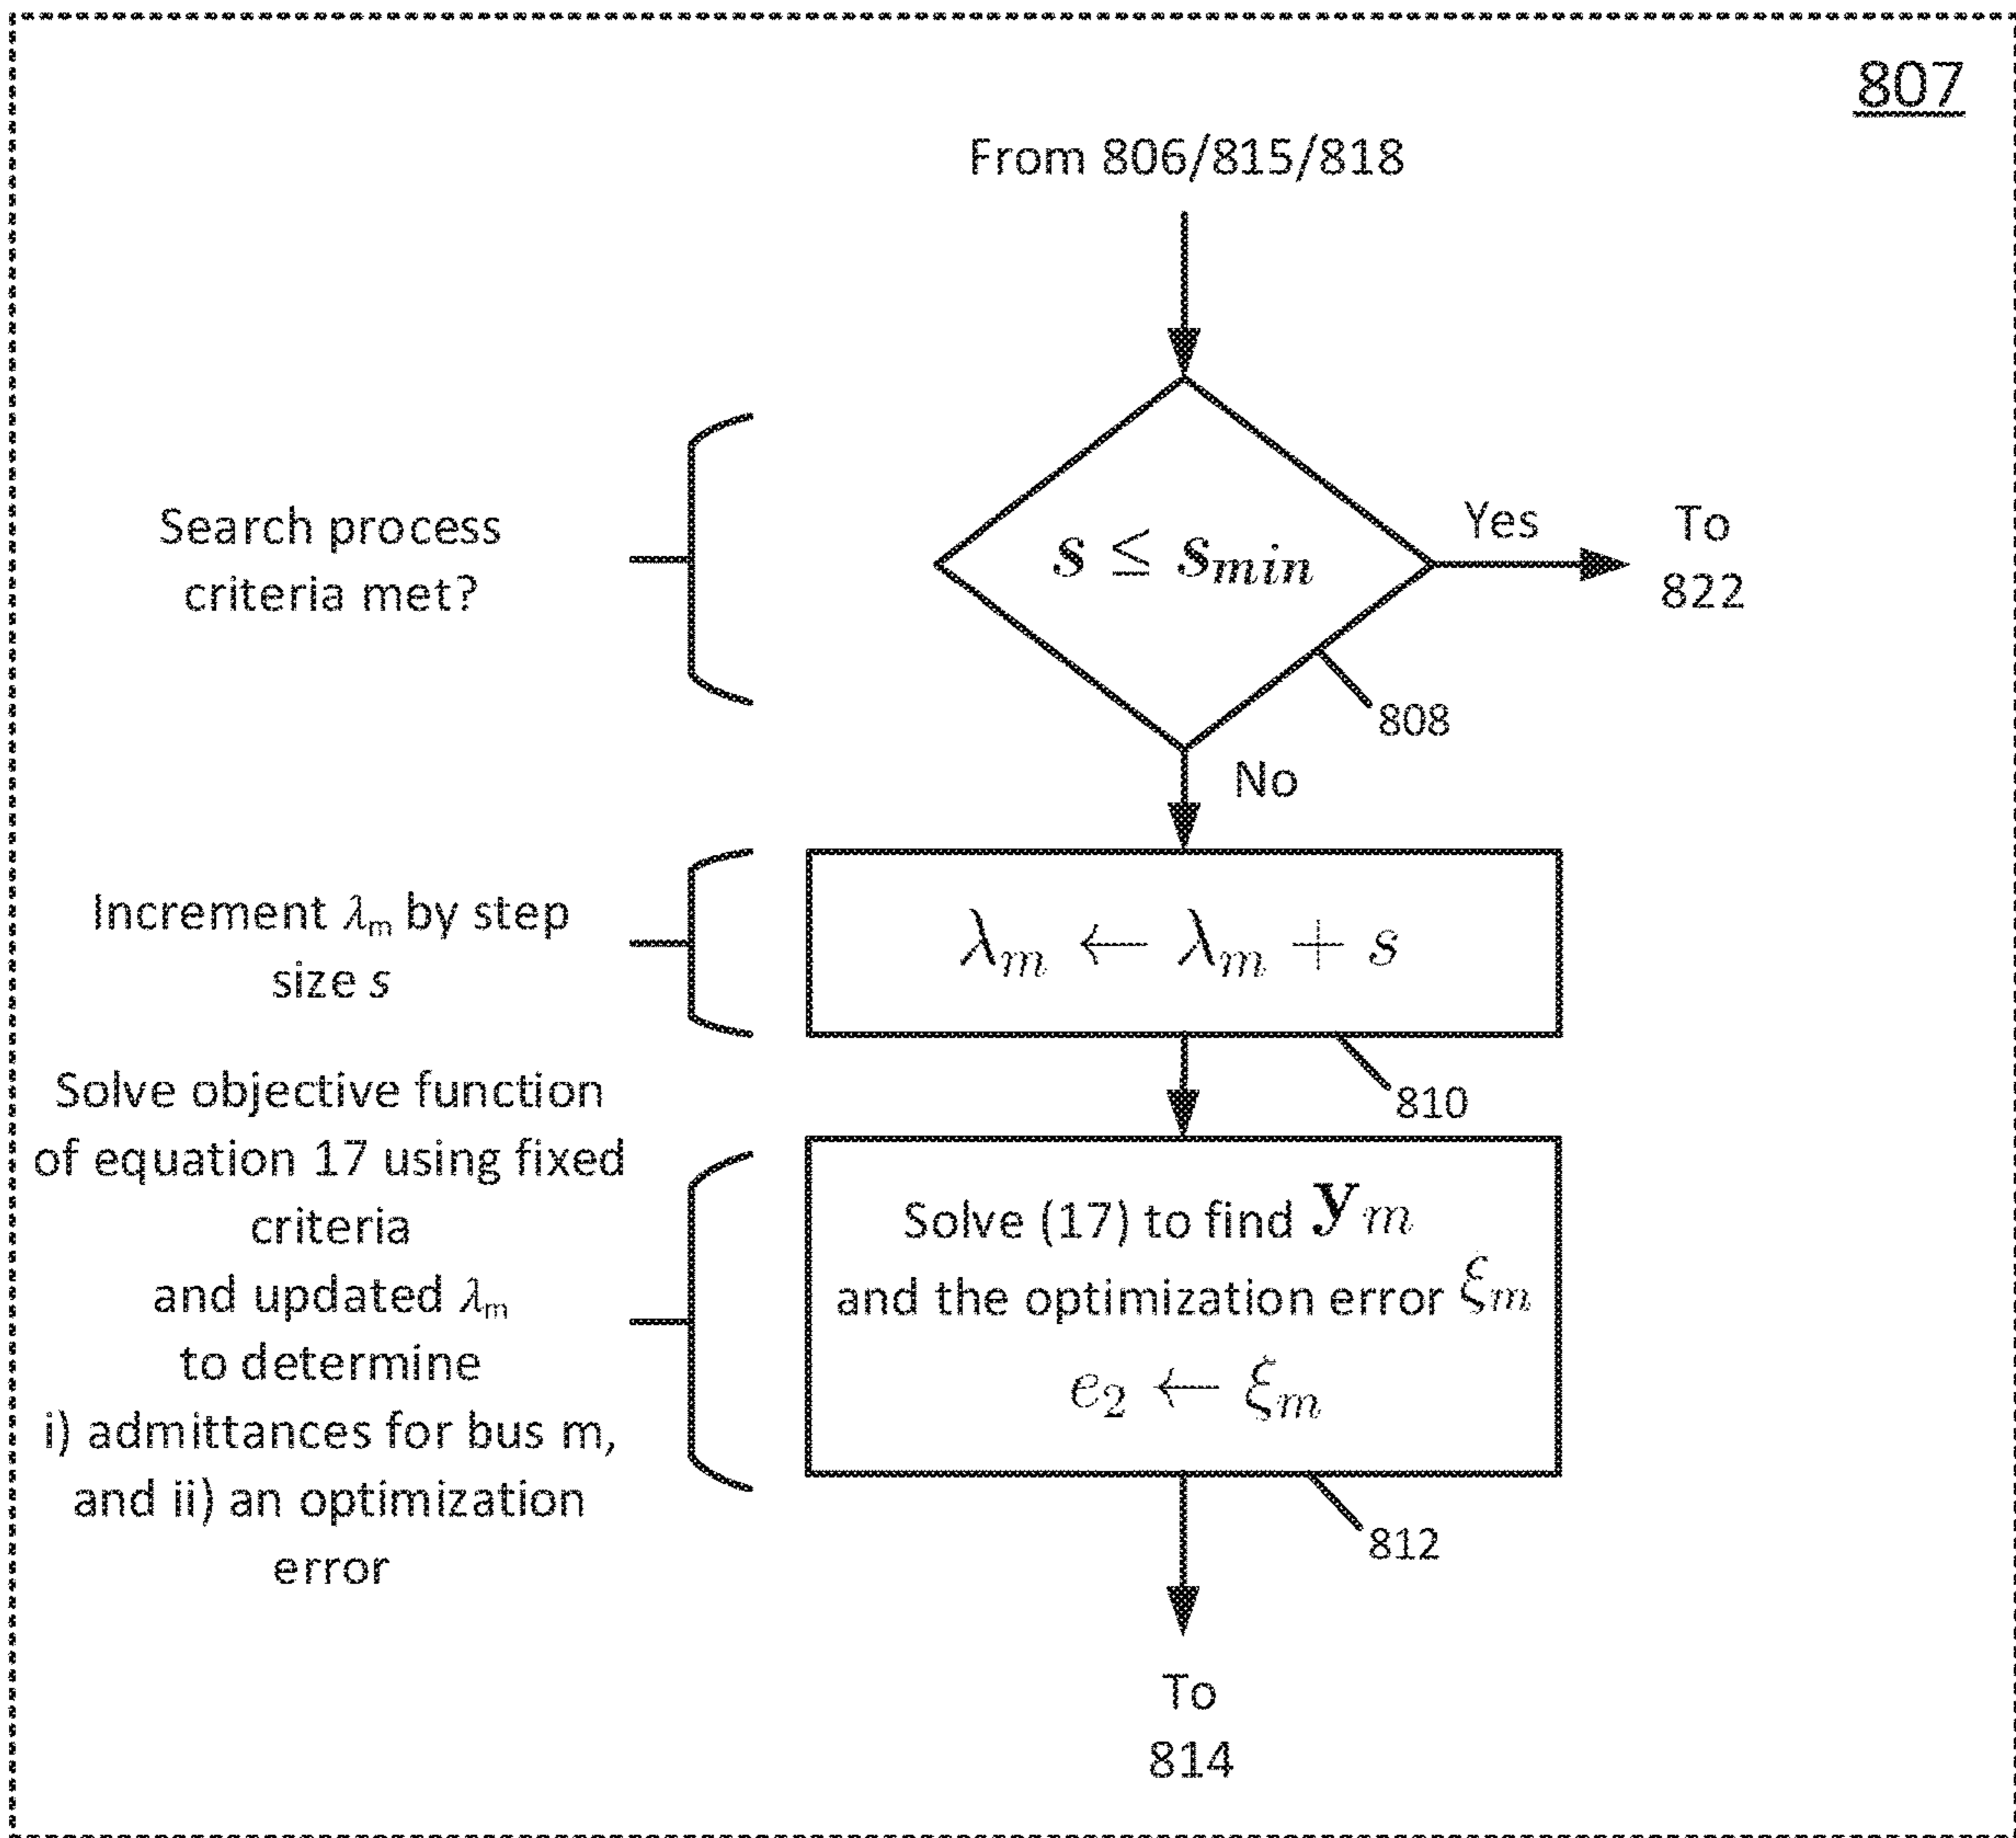 807
From 806/815/818
Search process
criteria met?
s ≤ s_min
Yes
To
822
808
No
Increment λ_m by step
size s
λ_m ← λ_m + s
810
Solve objective function
of equation 17 using fixed
criteria
and updated λ_m
to determine
i) admittances for bus m,
and ii) an optimization
error
Solve (17) to find y_m
and the optimization error ξ_m
e_2 ← ξ_m
812
To
814